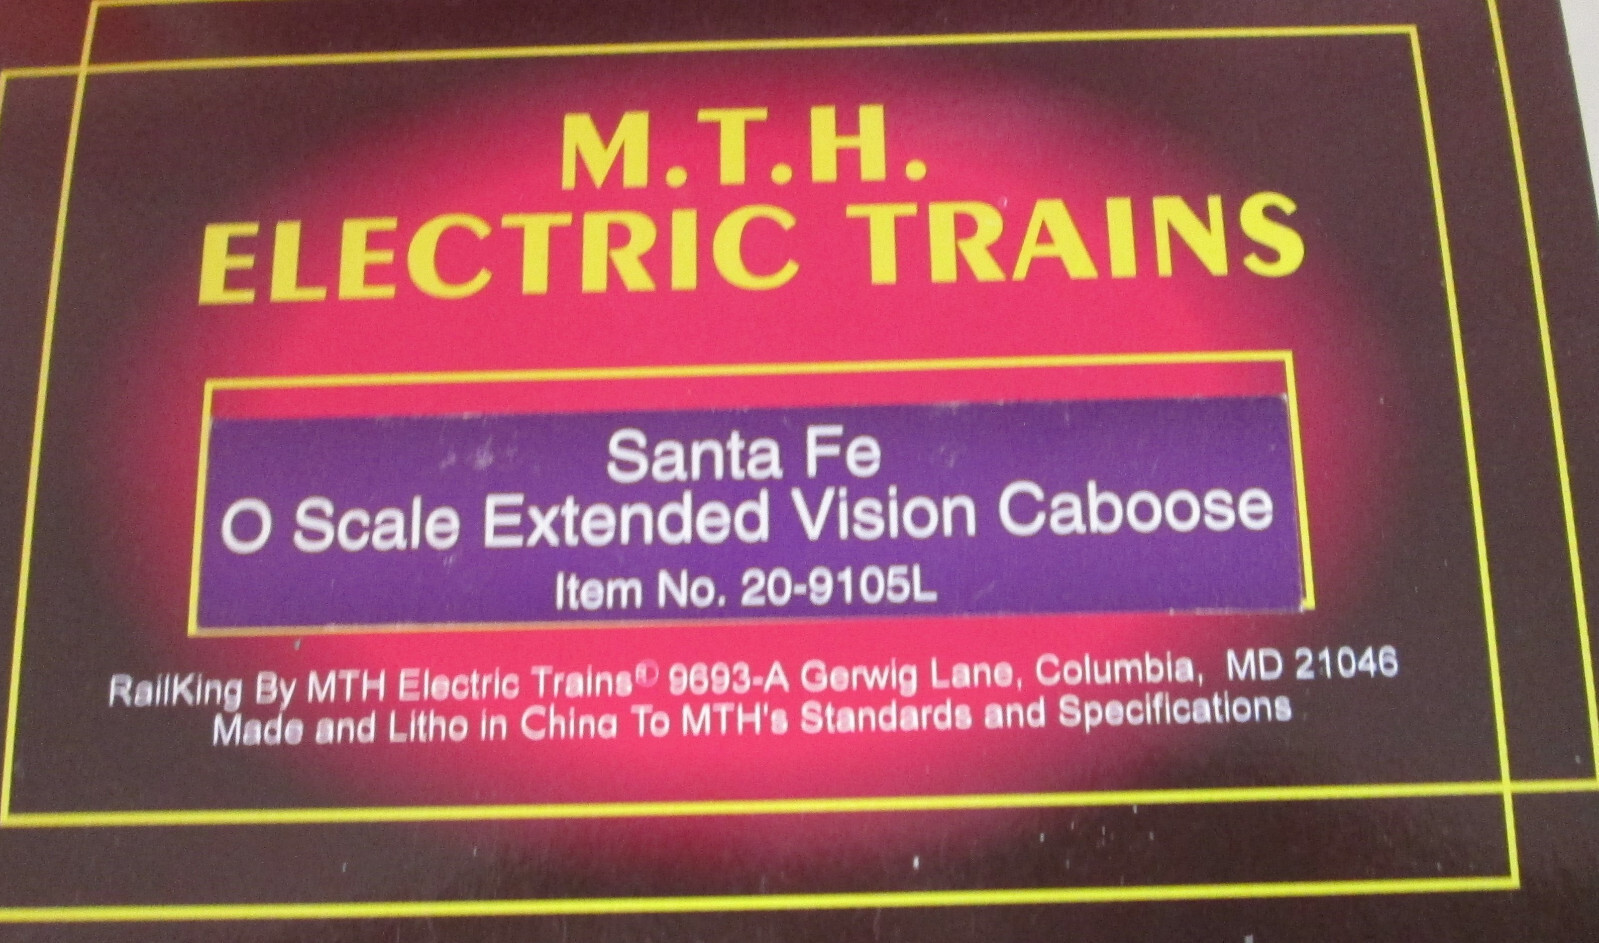 M.T.H.
ELECTRIC TRAINS
Santa Fe
O Scale Extended Vision Caboose
Item No. 20-9105L
RailKing By MTH Electric Trains® 9693-A Gerwig Lane, Columbia, MD 21046
Made and Litho in China To MTH's Standards and Specifications